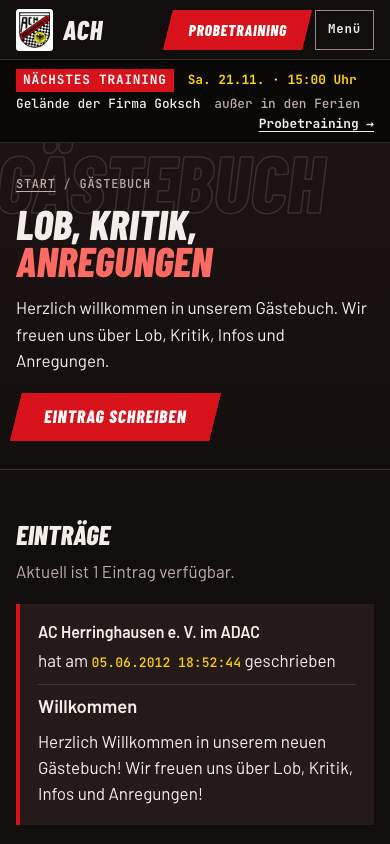 ACH
ACH
PROBETRAINING
Menü
NÄCHSTES TRAINING
Sa. 21.11. · 15:00 Uhr
Gelände der Firma Goksch
außer in den Ferien
Probetraining →
GÄSTEBUCH
START / GÄSTEBUCH
LOB, KRITIK,
ANREGUNGEN
Herzlich willkommen in unserem Gästebuch. Wir
freuen uns über Lob, Kritik, Infos und
Anregungen.
EINTRAG SCHREIBEN
EINTRÄGE
Aktuell ist 1 Eintrag verfügbar.
AC Herringhausen e. V. im ADAC
hat am 05.06.2012 18:52:44 geschrieben
Willkommen
Herzlich Willkommen in unserem neuen
Gästebuch! Wir freuen uns über Lob, Kritik,
Infos und Anregungen!